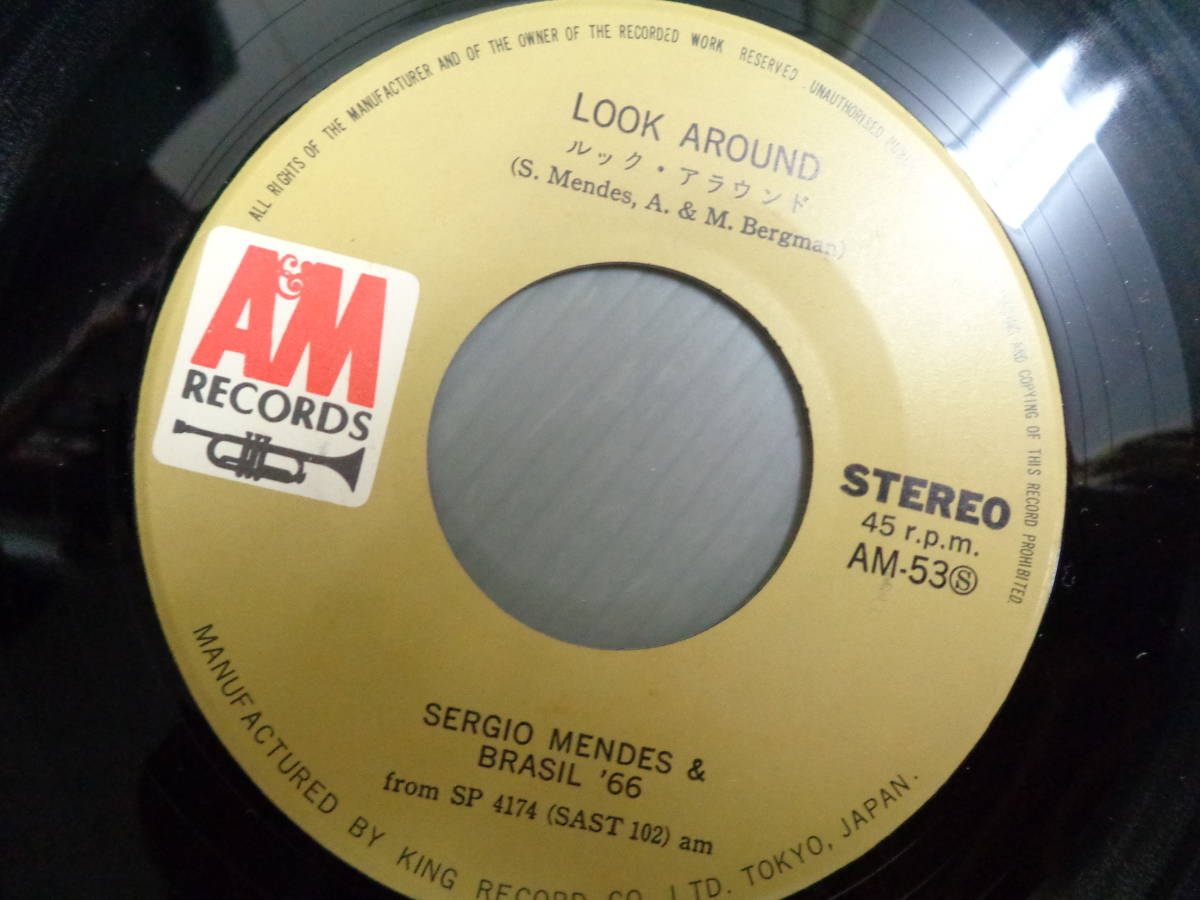 ALL RIGHTS OF THE MANUFACTURER AND OF THE OWNER OF THE RECORDED WORK RESERVED. UNAUTHORISED
AND COPYING OF THIS RECORD PROHIBITED.
LOOK AROUND
ルック・アラウンド
(S. Mendes, A. & M. Bergman)
A&M
RECORDS
STEREO
45 r.p.m.
AM-53Ⓢ
SERGIO MENDES &
BRASIL '66
from SP 4174 (SAST 102) am
MANUFACTURED BY KING RECORD CO., LTD. TOKYO, JAPAN.